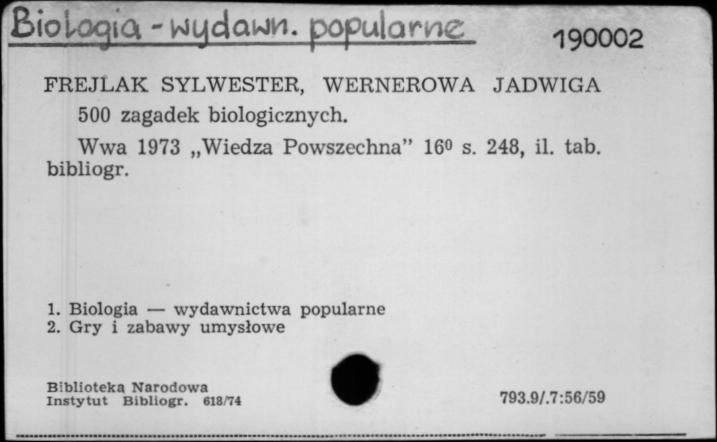 Biologia - wydawn. popularne
190002
FREJLAK SYLWESTER, WERNEROWA JADWIGA
500 zagadek biologicznych.
Wwa 1973 „Wiedza Powszechna” 16⁰ s. 248, il. tab.
bibliogr.
1. Biologia — wydawnictwa popularne
2. Gry i zabawy umysłowe
Biblioteka Narodowa
Instytut Bibliogr. 618/74
793.9/.7:56/59